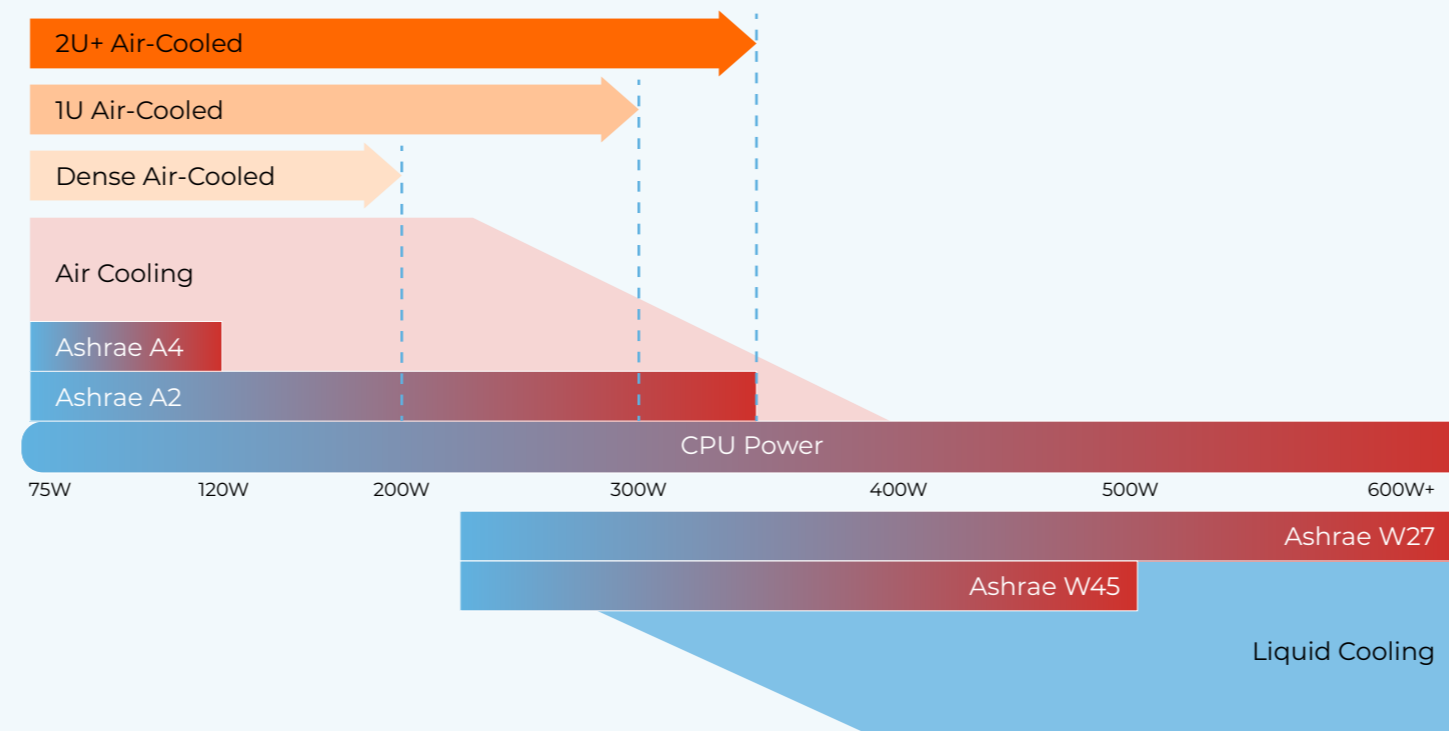 2U+ Air-Cooled
1U Air-Cooled
Dense Air-Cooled
Air Cooling
Ashrae A4
Ashrae A2
CPU Power
75W 120W 200W 300W 400W 500W 600W+
Ashrae W27
Ashrae W45
Liquid Cooling